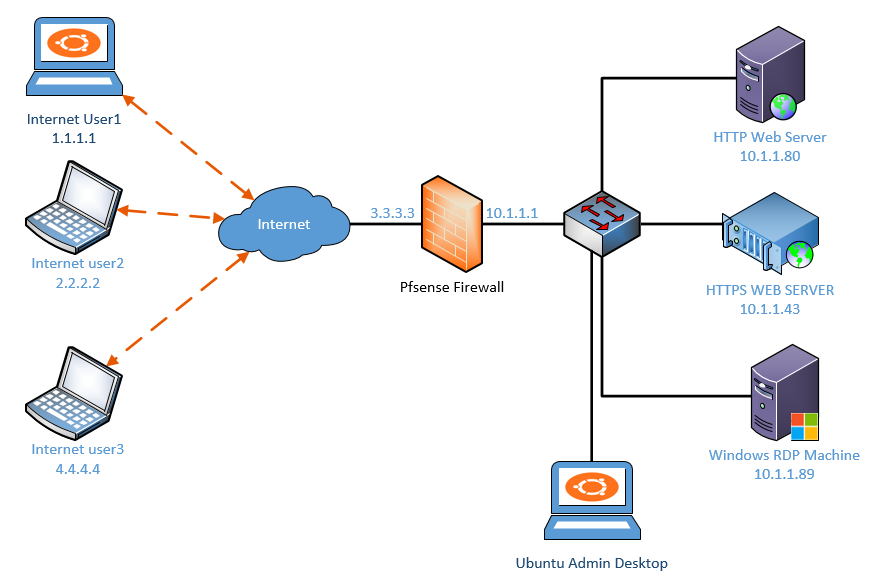 Internet User1
1.1.1.1
Internet user2
2.2.2.2
Internet user3
4.4.4.4
Internet
3.3.3.3
10.1.1.1
Pfsense Firewall
HTTP Web Server
10.1.1.80
HTTPS WEB SERVER
10.1.1.43
Windows RDP Machine
10.1.1.89
Ubuntu Admin Desktop